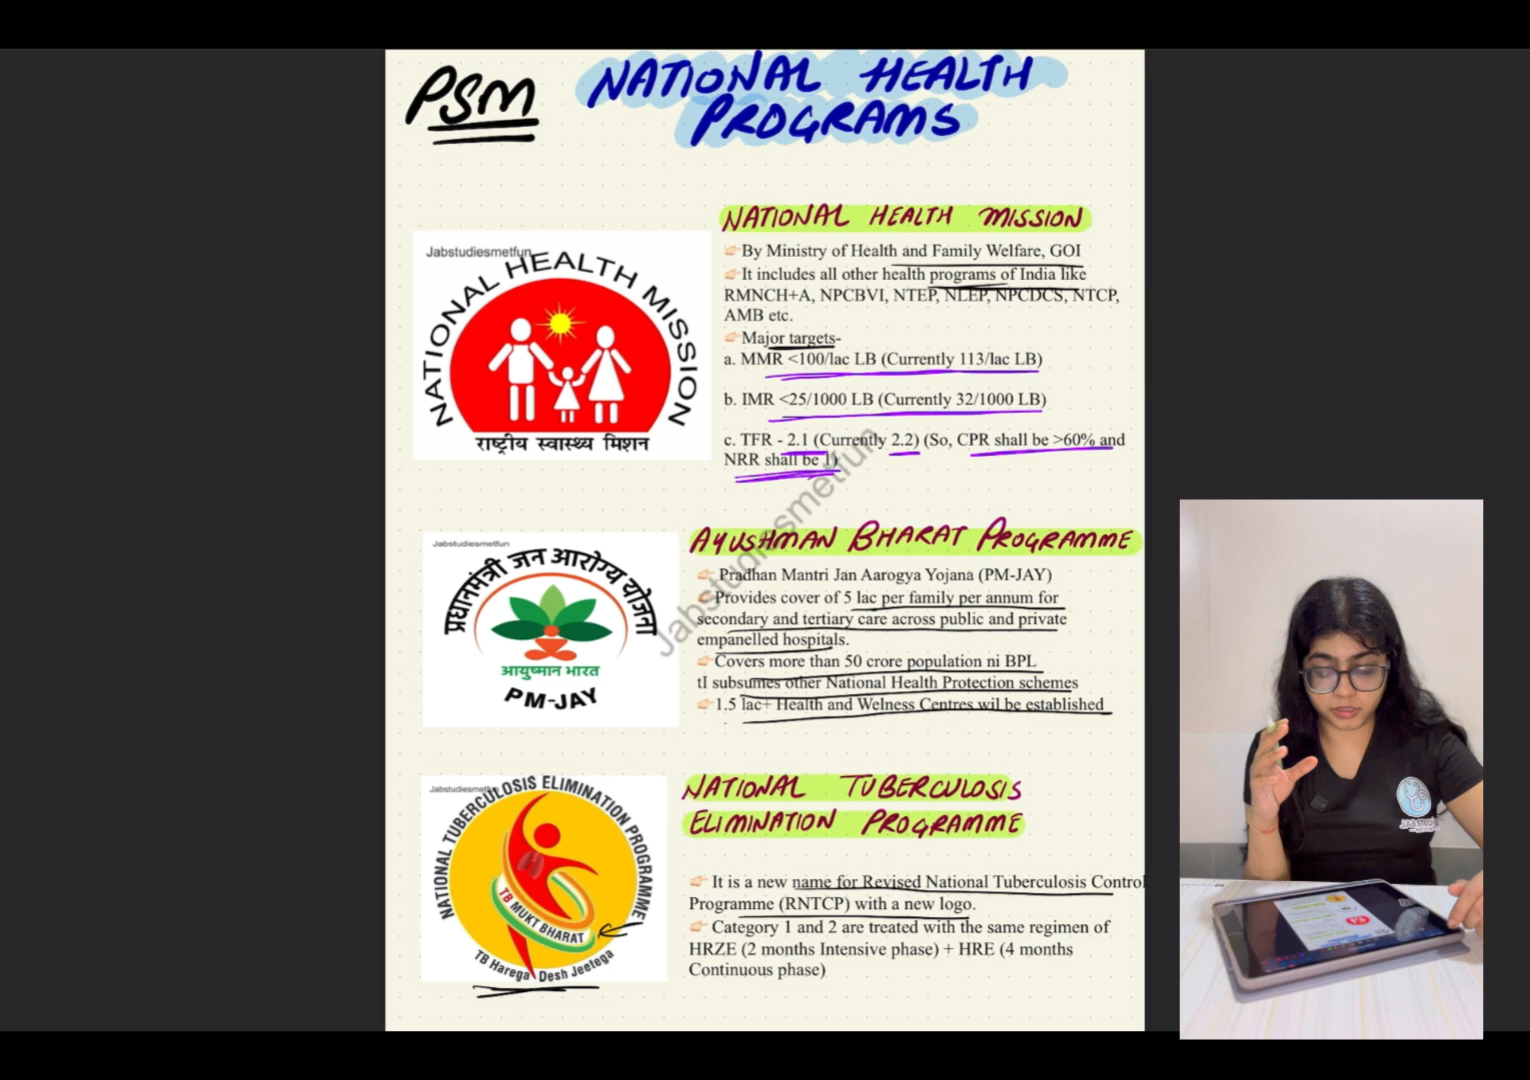 PSM
NATIONAL HEALTH
PROGRAMS
NATIONAL HEALTH MISSION
Jabstudiesmetfun
NATIONAL HEALTH MISSION
राष्ट्रीय स्वास्थ्य मिशन
By Ministry of Health and Family Welfare, GOI
It includes all other health programs of India like
RMNCH+A, NPCBVI, NTEP, NLEP, NPCDCS, NTCP,
AMB etc.
Major targets-
a. MMR <100/lac LB (Currently 113/lac LB)
b. IMR <25/1000 LB (Currently 32/1000 LB)
c. TFR - 2.1 (Currently 2.2) (So, CPR shall be >60% and
NRR shall be 1)
Jabstudiesmetfun
AYUSHMAN BHARAT PROGRAMME
Jabstudiesmetfun
प्रधानमंत्री जन आरोग्य योजना
आयुष्मान भारत
PM-JAY
Pradhan Mantri Jan Aarogya Yojana (PM-JAY)
Provides cover of 5 lac per family per annum for
secondary and tertiary care across public and private
empanelled hospitals.
Covers more than 50 crore population ni BPL
tI subsumes other National Health Protection schemes
1.5 lac+ Health and Welness Centres wil be established
NATIONAL TUBERCULOSIS
ELIMINATION PROGRAMME
Jabstudiesmetfun
NATIONAL TUBERCULOSIS ELIMINATION PROGRAMME
TB MUKT BHARAT
TB Harega Desh Jeetega
It is a new name for Revised National Tuberculosis Control
Programme (RNTCP) with a new logo.
Category 1 and 2 are treated with the same regimen of
HRZE (2 months Intensive phase) + HRE (4 months
Continuous phase)